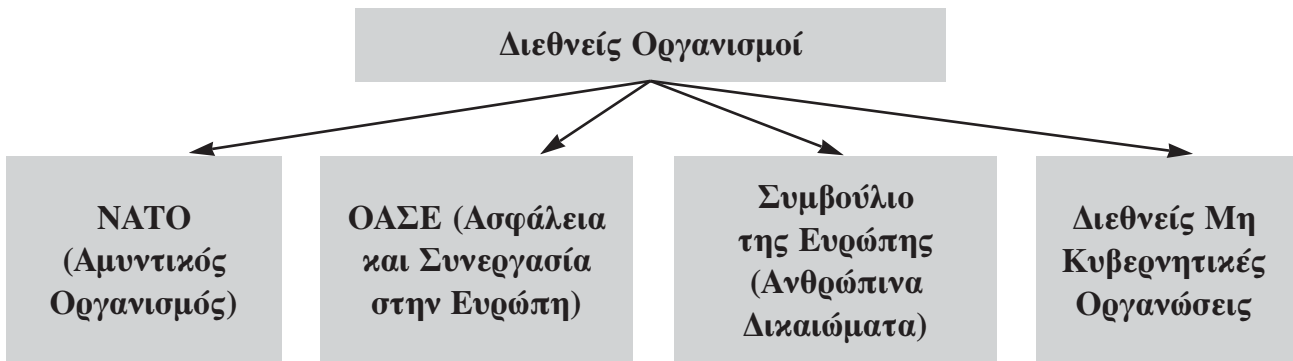 Διεθνείς Οργανισμοί
ΝΑΤΟ
(Αμυντικός
Οργανισμός)
ΟΑΣΕ (Ασφάλεια
και Συνεργασία
στην Ευρώπη)
Συμβούλιο
της Ευρώπης
(Ανθρώπινα
Δικαιώματα)
Διεθνείς Μη
Κυβερνητικές
Οργανώσεις